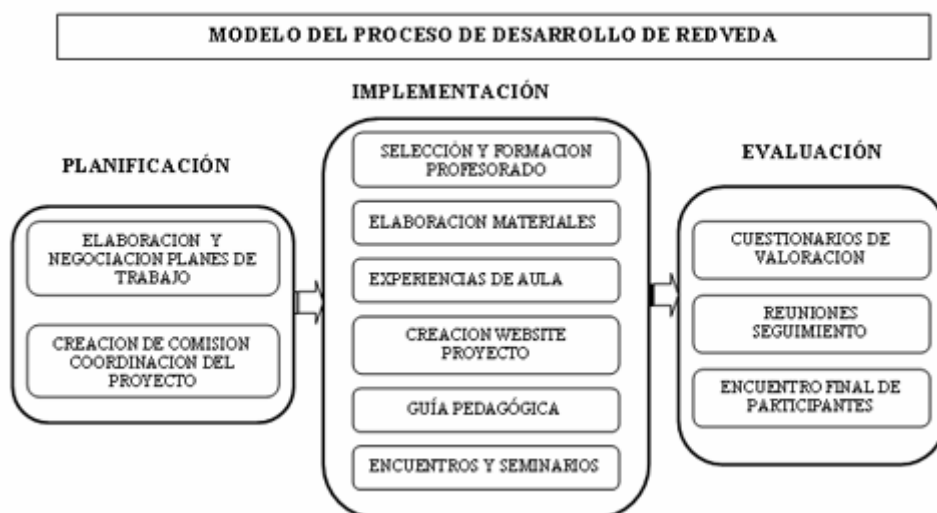 MODELO DEL PROCESO DE DESARROLLO DE REDVEDA
PLANIFICACIÓN
ELABORACION Y
NEGOCIACION PLANES DE
TRABAJO
CREACION DE COMISION
COORDINACION DEL
PROYECTO
IMPLEMENTACIÓN
SELECCIÓN Y FORMACION
PROFESORADO
ELABORACION MATERIALES
EXPERIENCIAS DE AULA
CREACION WEBSITE
PROYECTO
GUÍA PEDAGÓGICA
ENCUENTROS Y SEMINARIOS
EVALUACIÓN
CUESTIONARIOS DE
VALORACION
REUNIONES
SEGUIMIENTO
ENCUENTRO FINAL DE
PARTICIPANTES